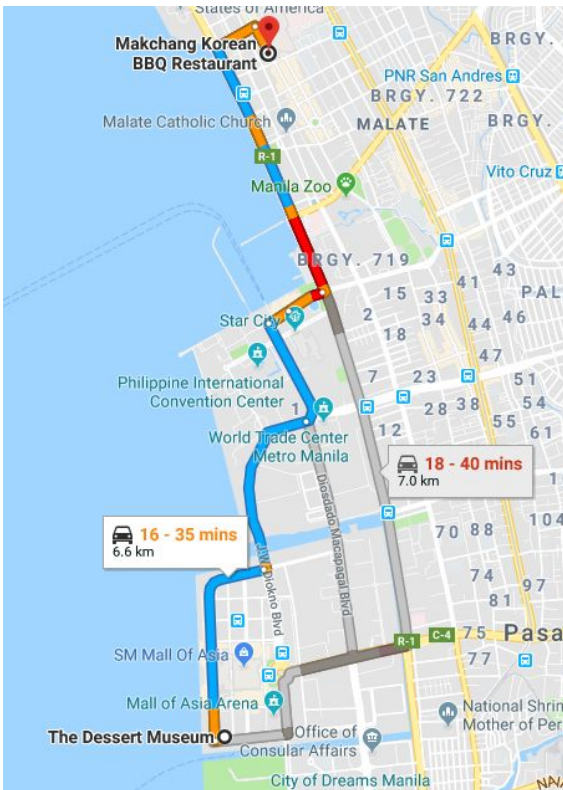 States of America
Makchang Korean
BBQ Restaurant
BRGY.
PNR San Andres
BRGY. 722
Malate Catholic Church
MALATE
BRGY.
R-1
Vito Cruz
Manila Zoo
BRGY. 719
43
41
15
33
PAL
Star City
2
34
44
46
18
47
Philippine International
Convention Center
7
23
51
1
28
38
54
World Trade Center
Metro Manila
12
55
61
18 - 40 mins
7.0 km
10
Diosdado Macapagal Blvd
16 - 35 mins
6.6 km
70
88
104
J.W. Diokno Blvd
74
97
81
R-1
C-4
75
Pasa
SM Mall Of Asia
77
Mall of Asia Arena
National Shrin
Mother of Per
The Dessert Museum
Office of
Consular Affairs
City of Dreams Manila
NAIA